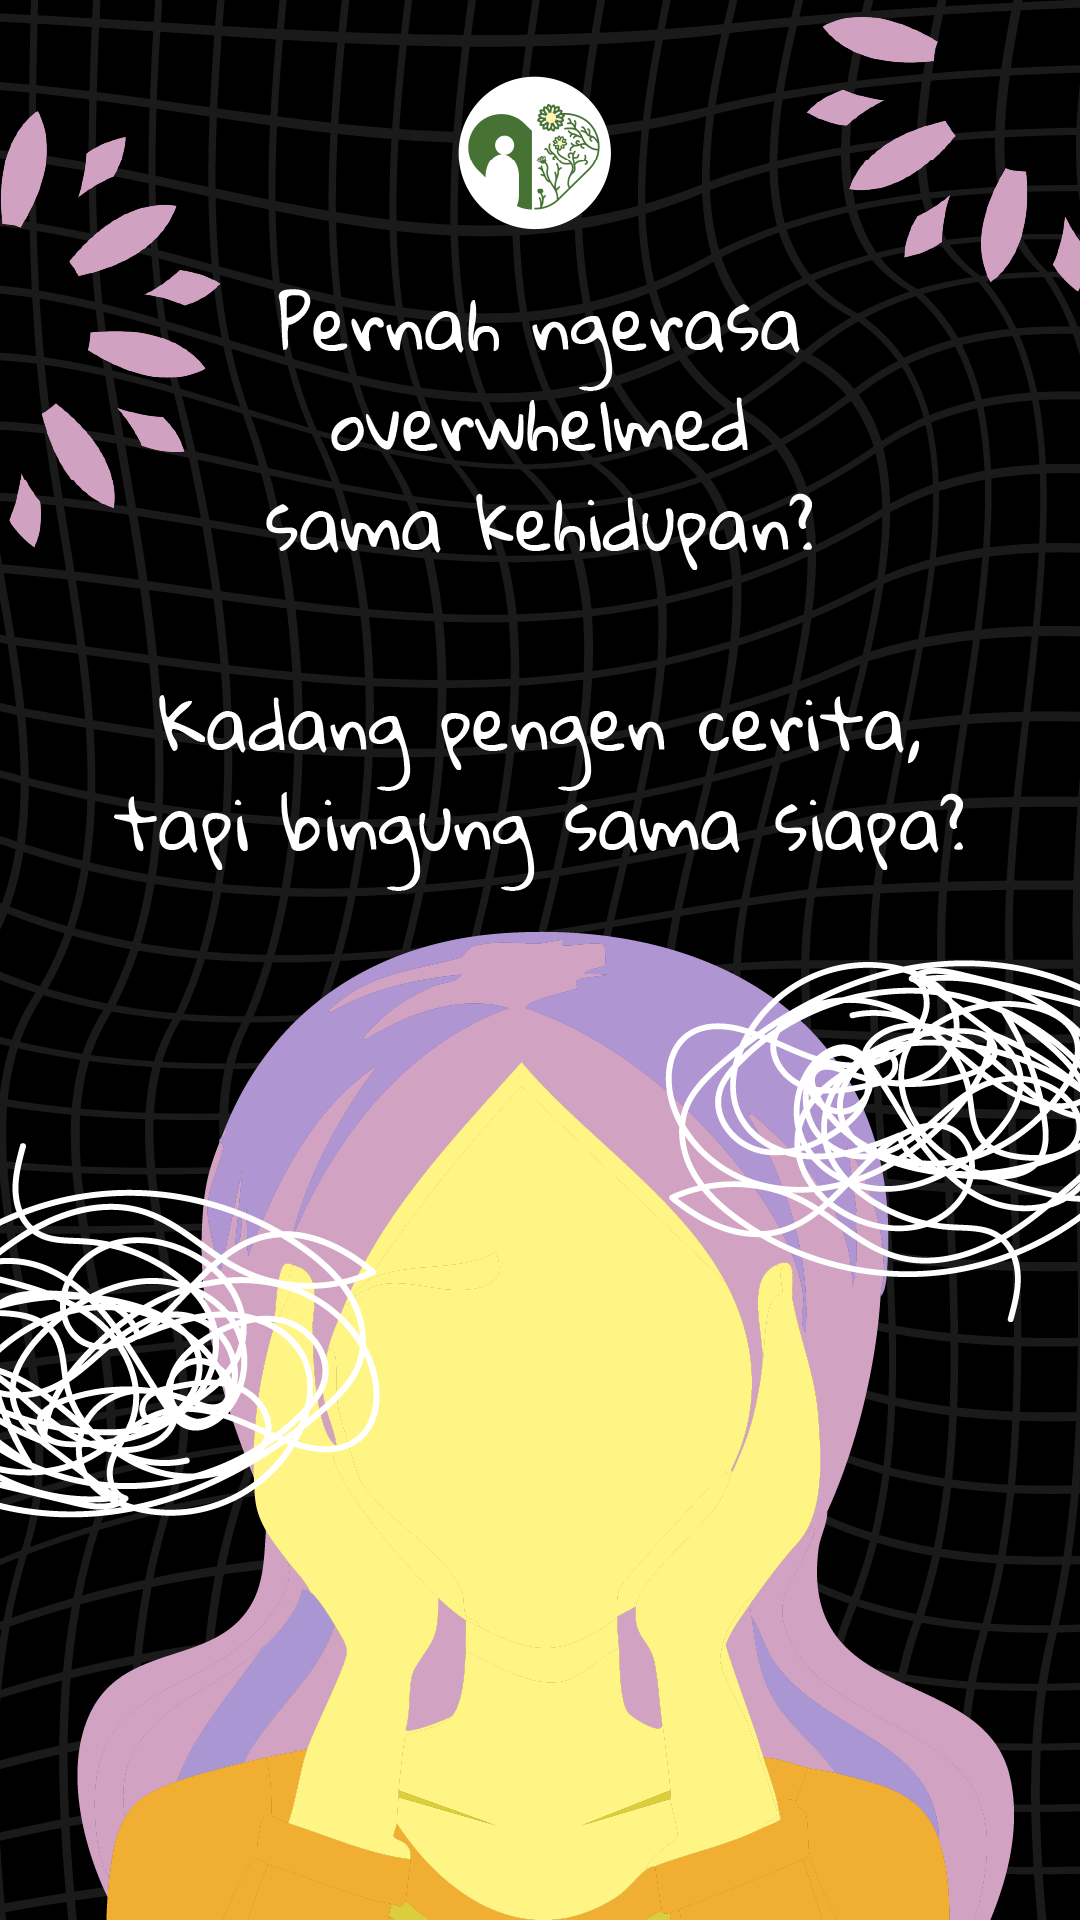 Pernah ngerasa
overwhelmed
sama kehidupan?
Kadang pengen cerita,
tapi bingung sama siapa?